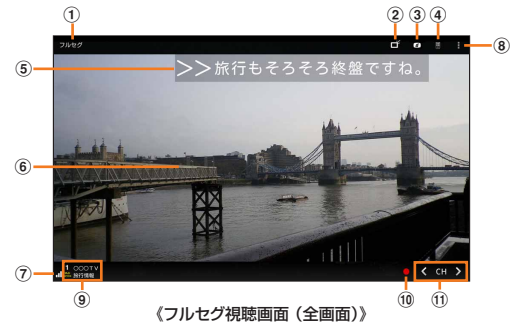 ① ② ③ ④
フルセグ
⑧
⑤ >>旅行もそろそろ終盤ですね。
⑥
⑦ 1 ○○○TV
旅行情報
< CH >
⑨ ⑩ ⑪
《フルセグ視聴画面(全画面)》